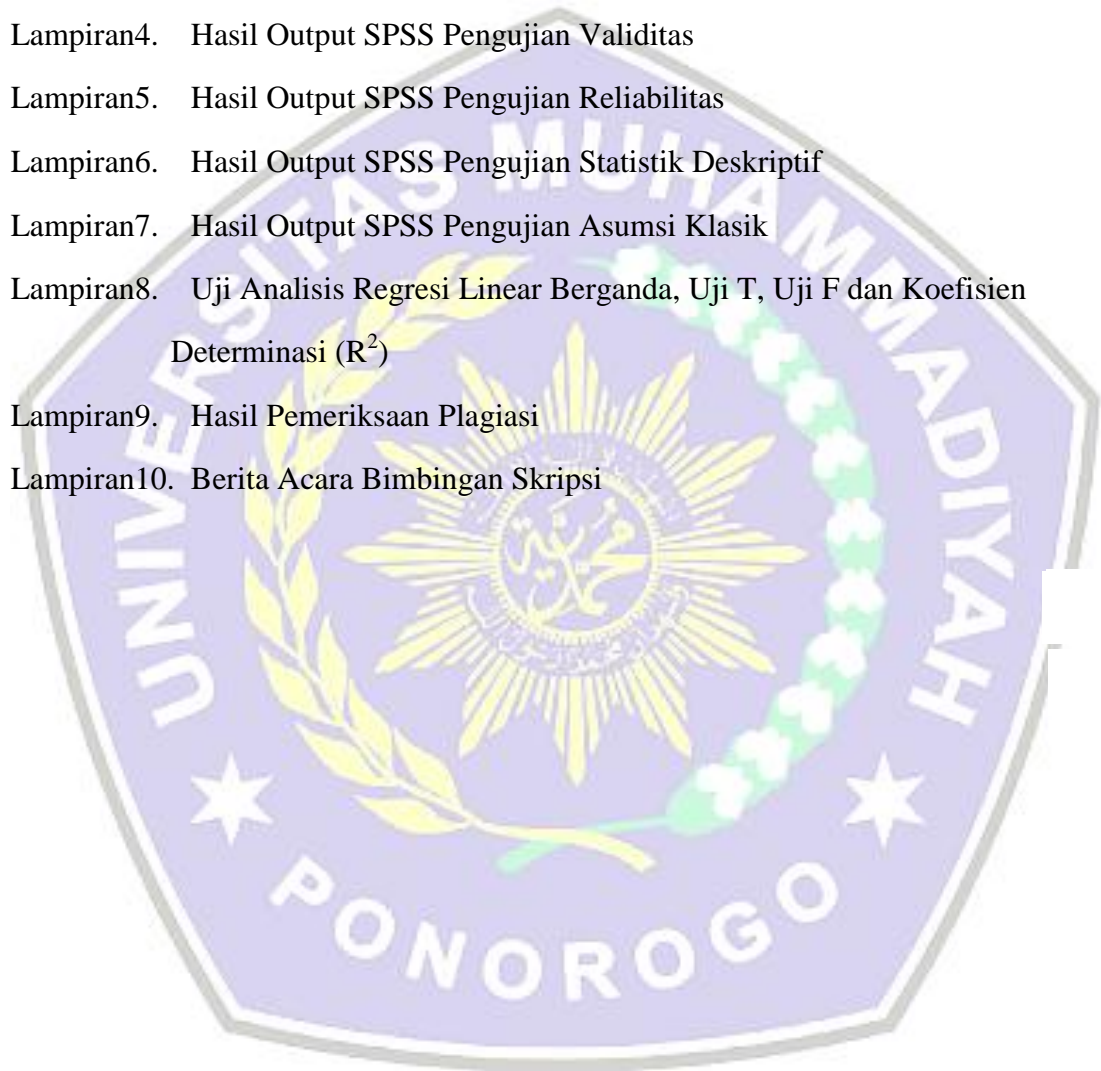 Lampiran4. Hasil Output SPSS Pengujian Validitas
Lampiran5. Hasil Output SPSS Pengujian Reliabilitas
Lampiran6. Hasil Output SPSS Pengujian Statistik Deskriptif
Lampiran7. Hasil Output SPSS Pengujian Asumsi Klasik
Lampiran8. Uji Analisis Regresi Linear Berganda, Uji T, Uji F dan Koefisien
Determinasi (R²)
Lampiran9. Hasil Pemeriksaan Plagiasi
Lampiran10. Berita Acara Bimbingan Skripsi
UNIVERSITAS MUHAMMADIYAH
PONOROGO
محمدية